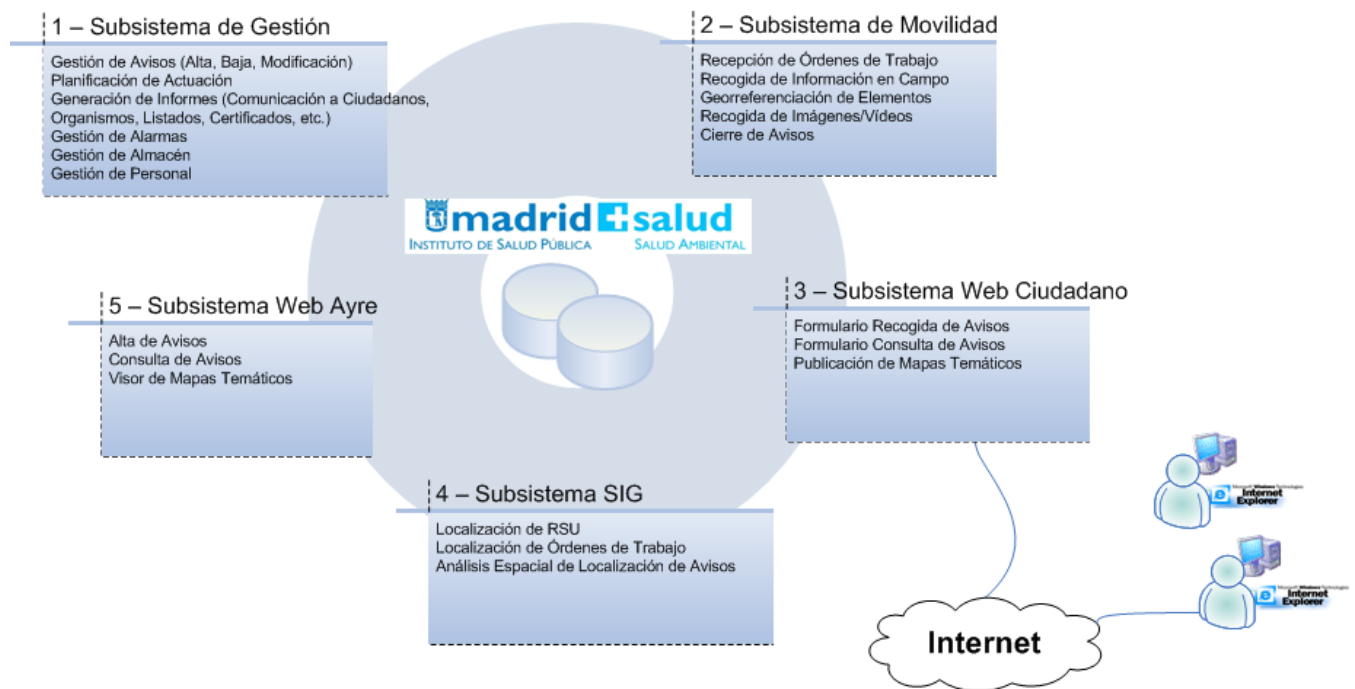 1 – Subsistema de Gestión
Gestión de Avisos (Alta, Baja, Modificación)
Planificación de Actuación
Generación de Informes (Comunicación a Ciudadanos,
Organismos, Listados, Certificados, etc.)
Gestión de Alarmas
Gestión de Almacén
Gestión de Personal
2 – Subsistema de Movilidad
Recepción de Órdenes de Trabajo
Recogida de Información en Campo
Georreferenciación de Elementos
Recogida de Imágenes/Vídeos
Cierre de Avisos
madrid salud
INSTITUTO DE SALUD PÚBLICA SALUD AMBIENTAL
5 – Subsistema Web Ayre
Alta de Avisos
Consulta de Avisos
Visor de Mapas Temáticos
3 – Subsistema Web Ciudadano
Formulario Recogida de Avisos
Formulario Consulta de Avisos
Publicación de Mapas Temáticos
4 – Subsistema SIG
Localización de RSU
Localización de Órdenes de Trabajo
Análisis Espacial de Localización de Avisos
Microsoft Windows Technologies
Internet
Explorer
Microsoft Windows Technologies
Internet
Explorer
Internet